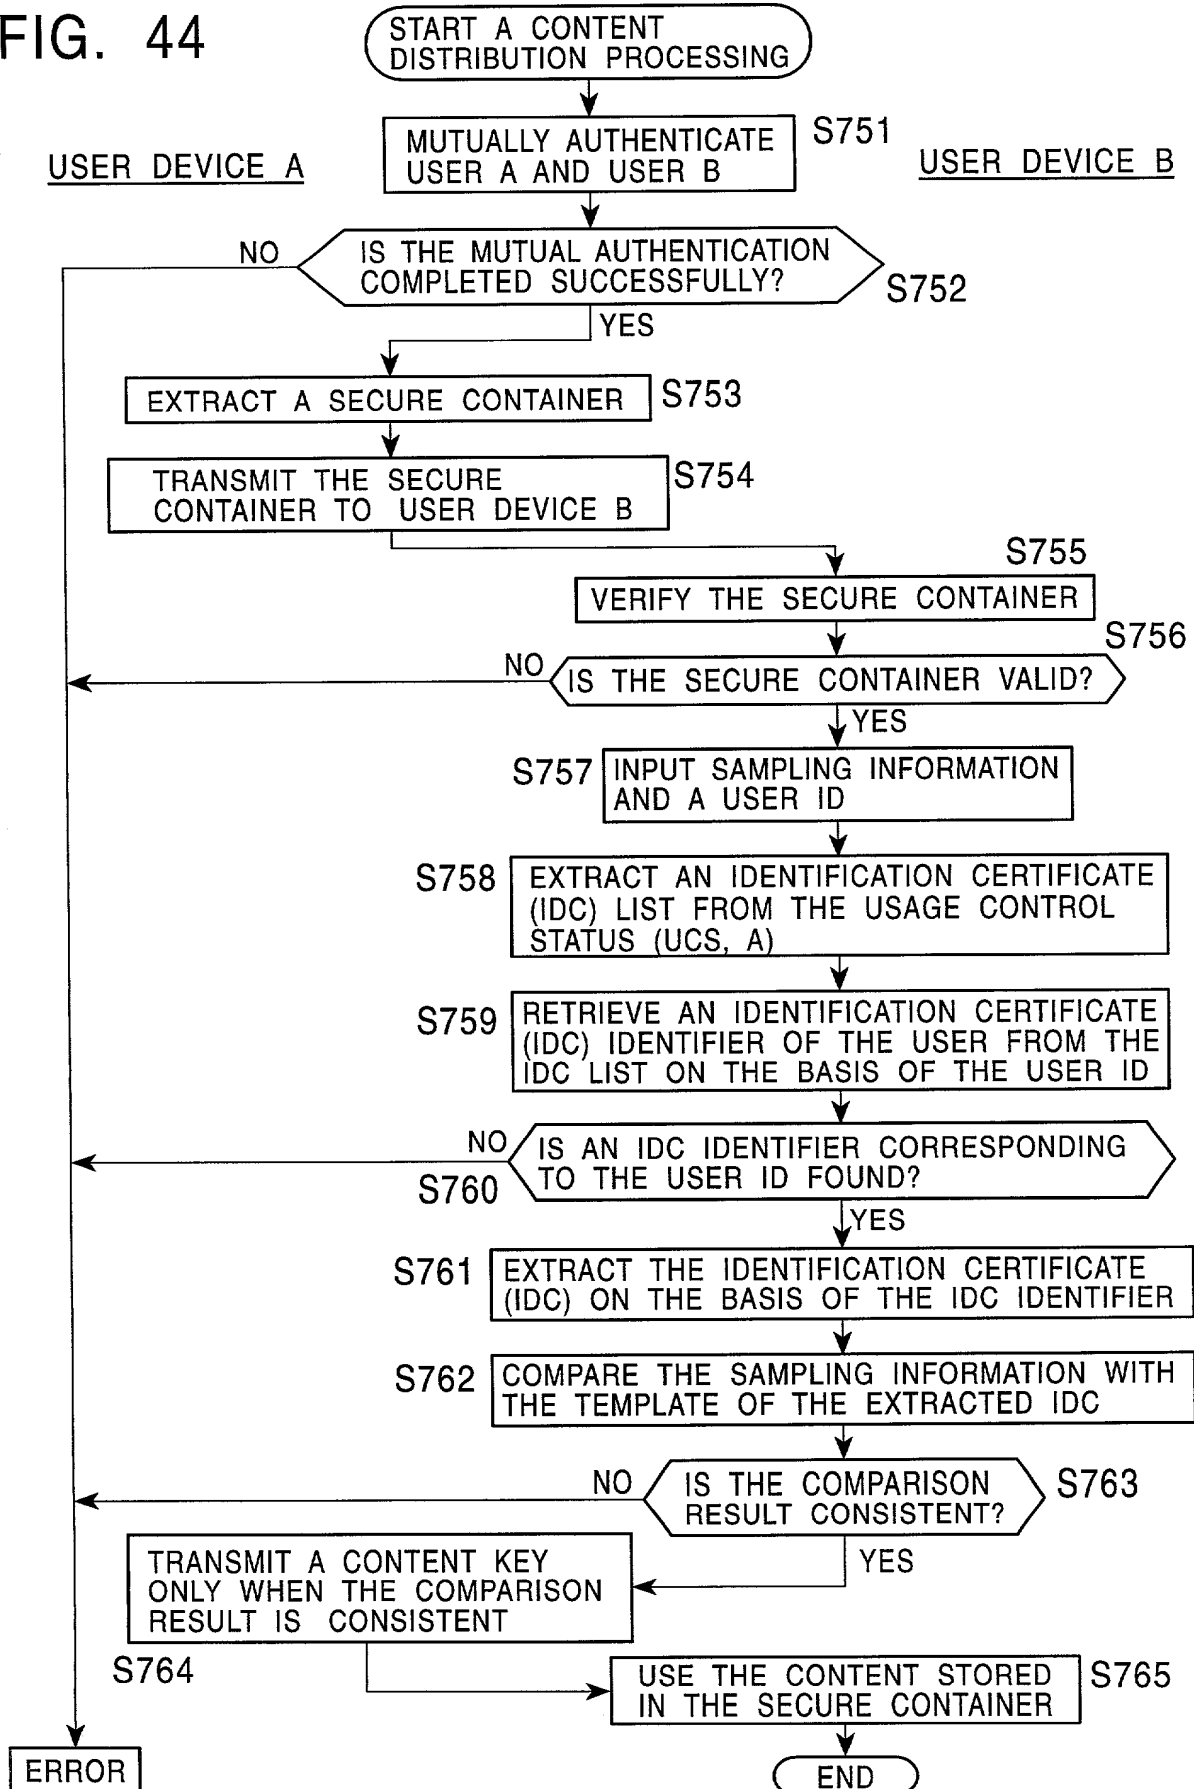 FIG. 44
START A CONTENT
DISTRIBUTION PROCESSING
S751
MUTUALLY AUTHENTICATE
USER A AND USER B
USER DEVICE A
USER DEVICE B
NO
IS THE MUTUAL AUTHENTICATION
COMPLETED SUCCESSFULLY?
S752
YES
EXTRACT A SECURE CONTAINER
S753
TRANSMIT THE SECURE
CONTAINER TO USER DEVICE B
S754
S755
VERIFY THE SECURE CONTAINER
S756
NO
IS THE SECURE CONTAINER VALID?
YES
S757
INPUT SAMPLING INFORMATION
AND A USER ID
S758
EXTRACT AN IDENTIFICATION CERTIFICATE
(IDC) LIST FROM THE USAGE CONTROL
STATUS (UCS, A)
S759
RETRIEVE AN IDENTIFICATION CERTIFICATE
(IDC) IDENTIFIER OF THE USER FROM THE
IDC LIST ON THE BASIS OF THE USER ID
NO
IS AN IDC IDENTIFIER CORRESPONDING
TO THE USER ID FOUND?
S760
YES
S761
EXTRACT THE IDENTIFICATION CERTIFICATE
(IDC) ON THE BASIS OF THE IDC IDENTIFIER
S762
COMPARE THE SAMPLING INFORMATION WITH
THE TEMPLATE OF THE EXTRACTED IDC
NO
IS THE COMPARISON
RESULT CONSISTENT?
S763
YES
TRANSMIT A CONTENT KEY
ONLY WHEN THE COMPARISON
RESULT IS CONSISTENT
S764
USE THE CONTENT STORED
IN THE SECURE CONTAINER
S765
ERROR
END